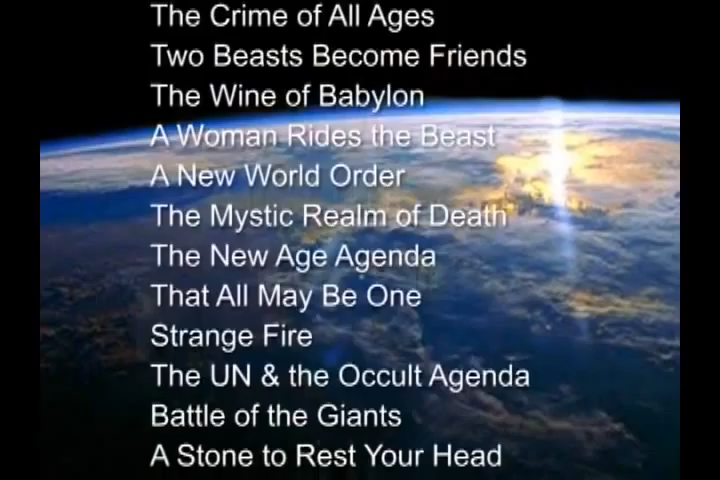 The Crime of All Ages
Two Beasts Become Friends
The Wine of Babylon
A Woman Rides the Beast
A New World Order
The Mystic Realm of Death
The New Age Agenda
That All May Be One
Strange Fire
The UN & the Occult Agenda
Battle of the Giants
A Stone to Rest Your Head